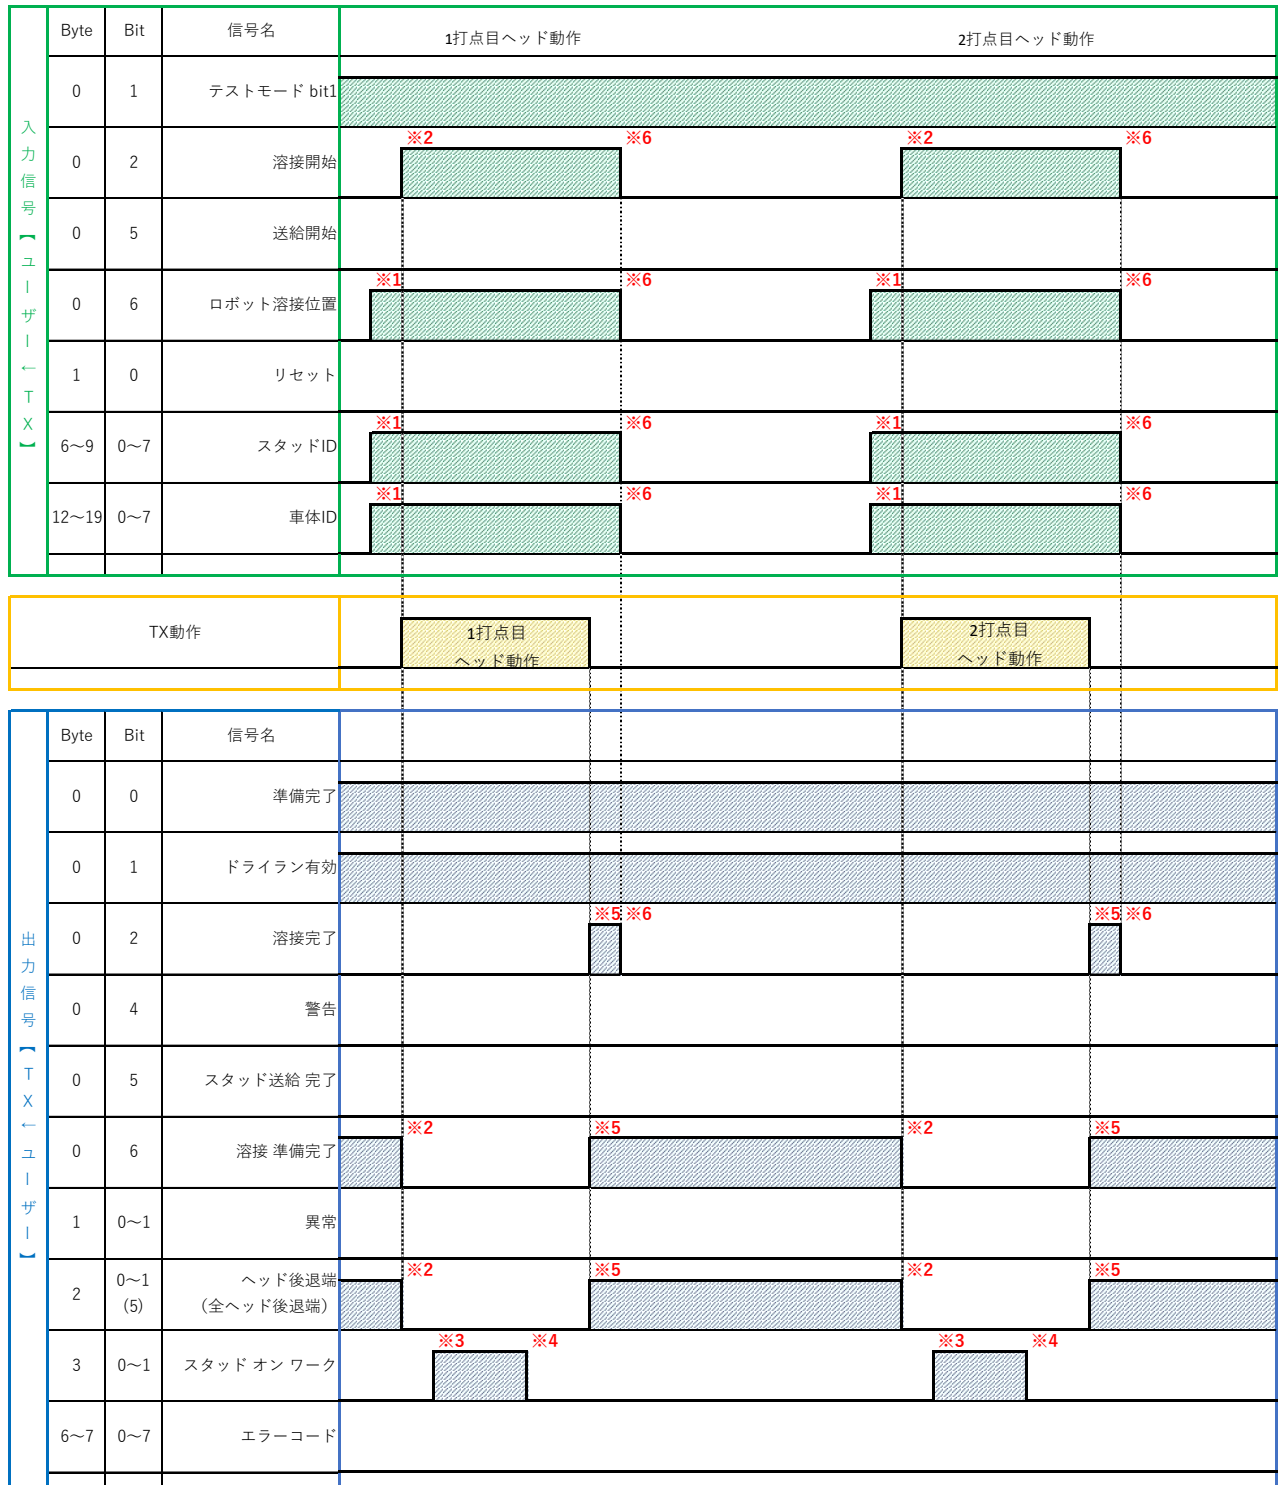 Byte Bit 信号名 1打点目ヘッド動作 2打点目ヘッド動作
入力信号【ユーザー←TX】
0 1 テストモード bit1
※2 ※6 ※2 ※6
0 2 溶接開始
0 5 送給開始
※1 ※6 ※1 ※6
0 6 ロボット溶接位置
1 0 リセット
※1 ※6 ※1 ※6
6～9 0～7 スタッドID
※1 ※6 ※1 ※6
12～19 0～7 車体ID
TX動作
1打点目
ヘッド動作
2打点目
ヘッド動作
Byte Bit 信号名
出力信号【TX←ユーザー】
0 0 準備完了
0 1 ドライラン有効
※5 ※6 ※5 ※6
0 2 溶接完了
0 4 警告
0 5 スタッド送給 完了
※2 ※5 ※2 ※5
0 6 溶接 準備完了
1 0～1 異常
※2 ※5 ※2 ※5
2 0～1 ヘッド後退端
(5) （全ヘッド後退端）
※3 ※4 ※3 ※4
3 0～1 スタッド オン ワーク
6～7 0～7 エラーコード